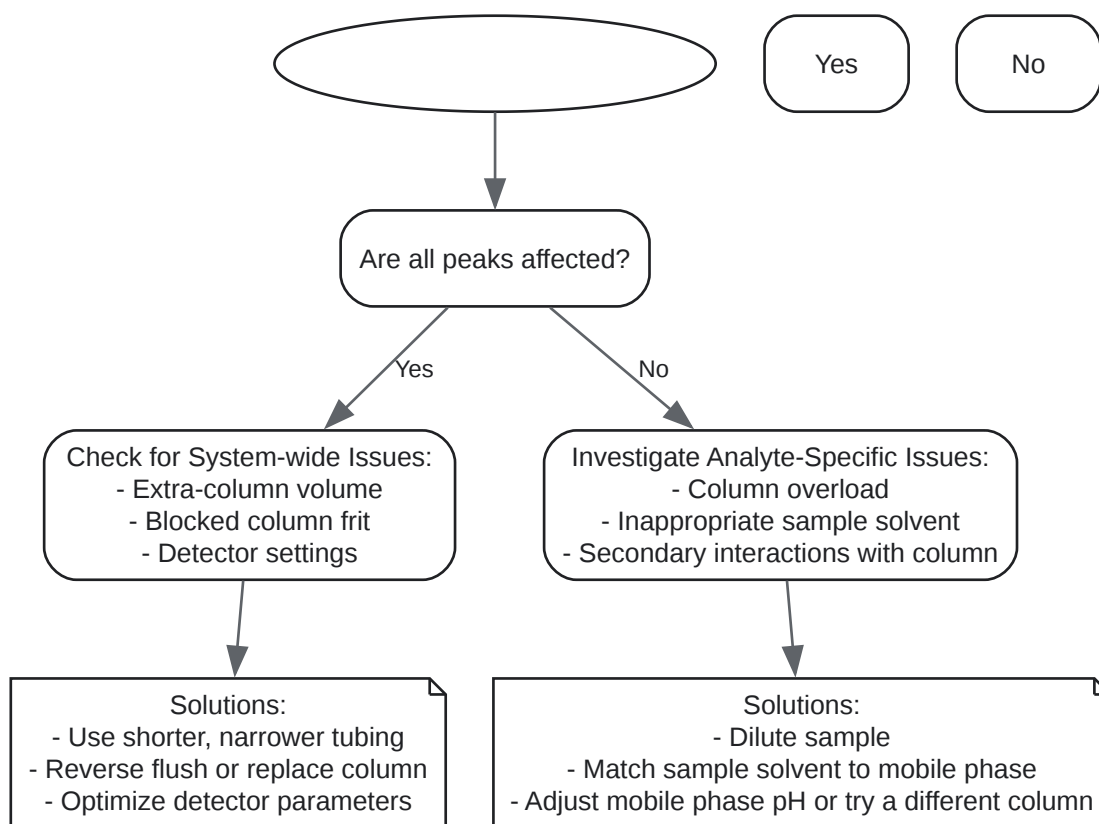 Yes
No
Are all peaks affected?
Yes
No
Check for System-wide Issues:
- Extra-column volume
- Blocked column frit
- Detector settings
Investigate Analyte-Specific Issues:
- Column overload
- Inappropriate sample solvent
- Secondary interactions with column
Solutions:
- Use shorter, narrower tubing
- Reverse flush or replace column
- Optimize detector parameters
Solutions:
- Dilute sample
- Match sample solvent to mobile phase
- Adjust mobile phase pH or try a different column